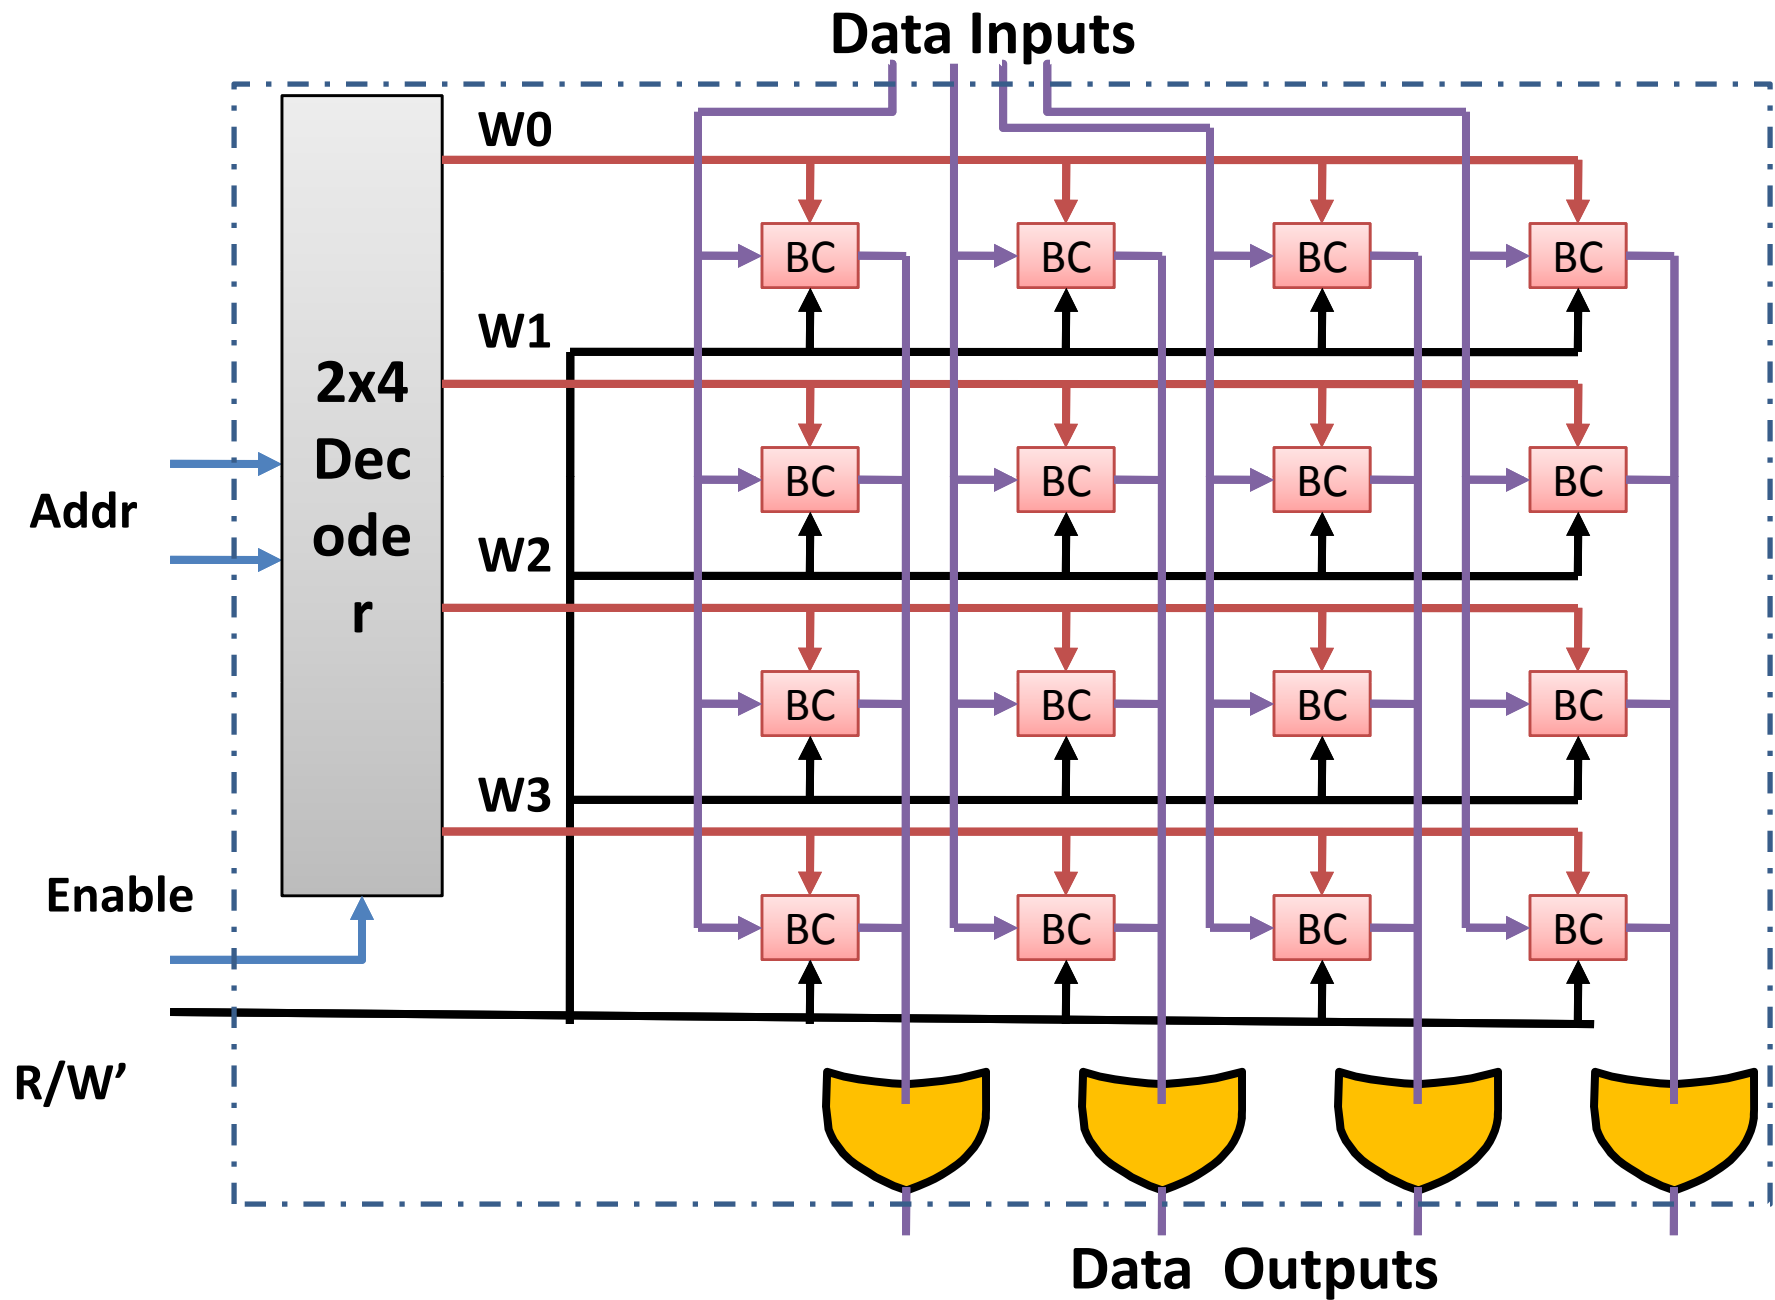 Data Inputs
W0
BC BC BC BC
W1
2x4
Dec
ode
r
BC BC BC BC
Addr
W2
BC BC BC BC
W3
Enable
BC BC BC BC
R/W’
Data Outputs